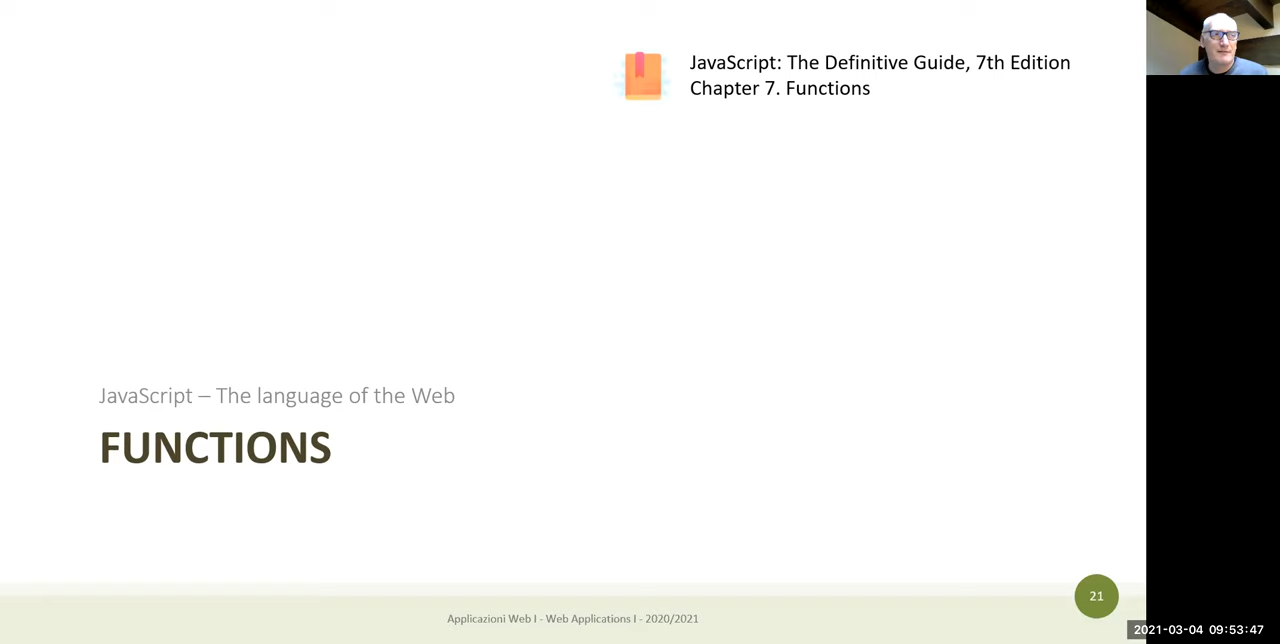 JavaScript: The Definitive Guide, 7th Edition
Chapter 7. Functions
JavaScript – The language of the Web
FUNCTIONS
21
Applicazioni Web I - Web Applications I - 2020/2021
2021-03-04 09:53:47